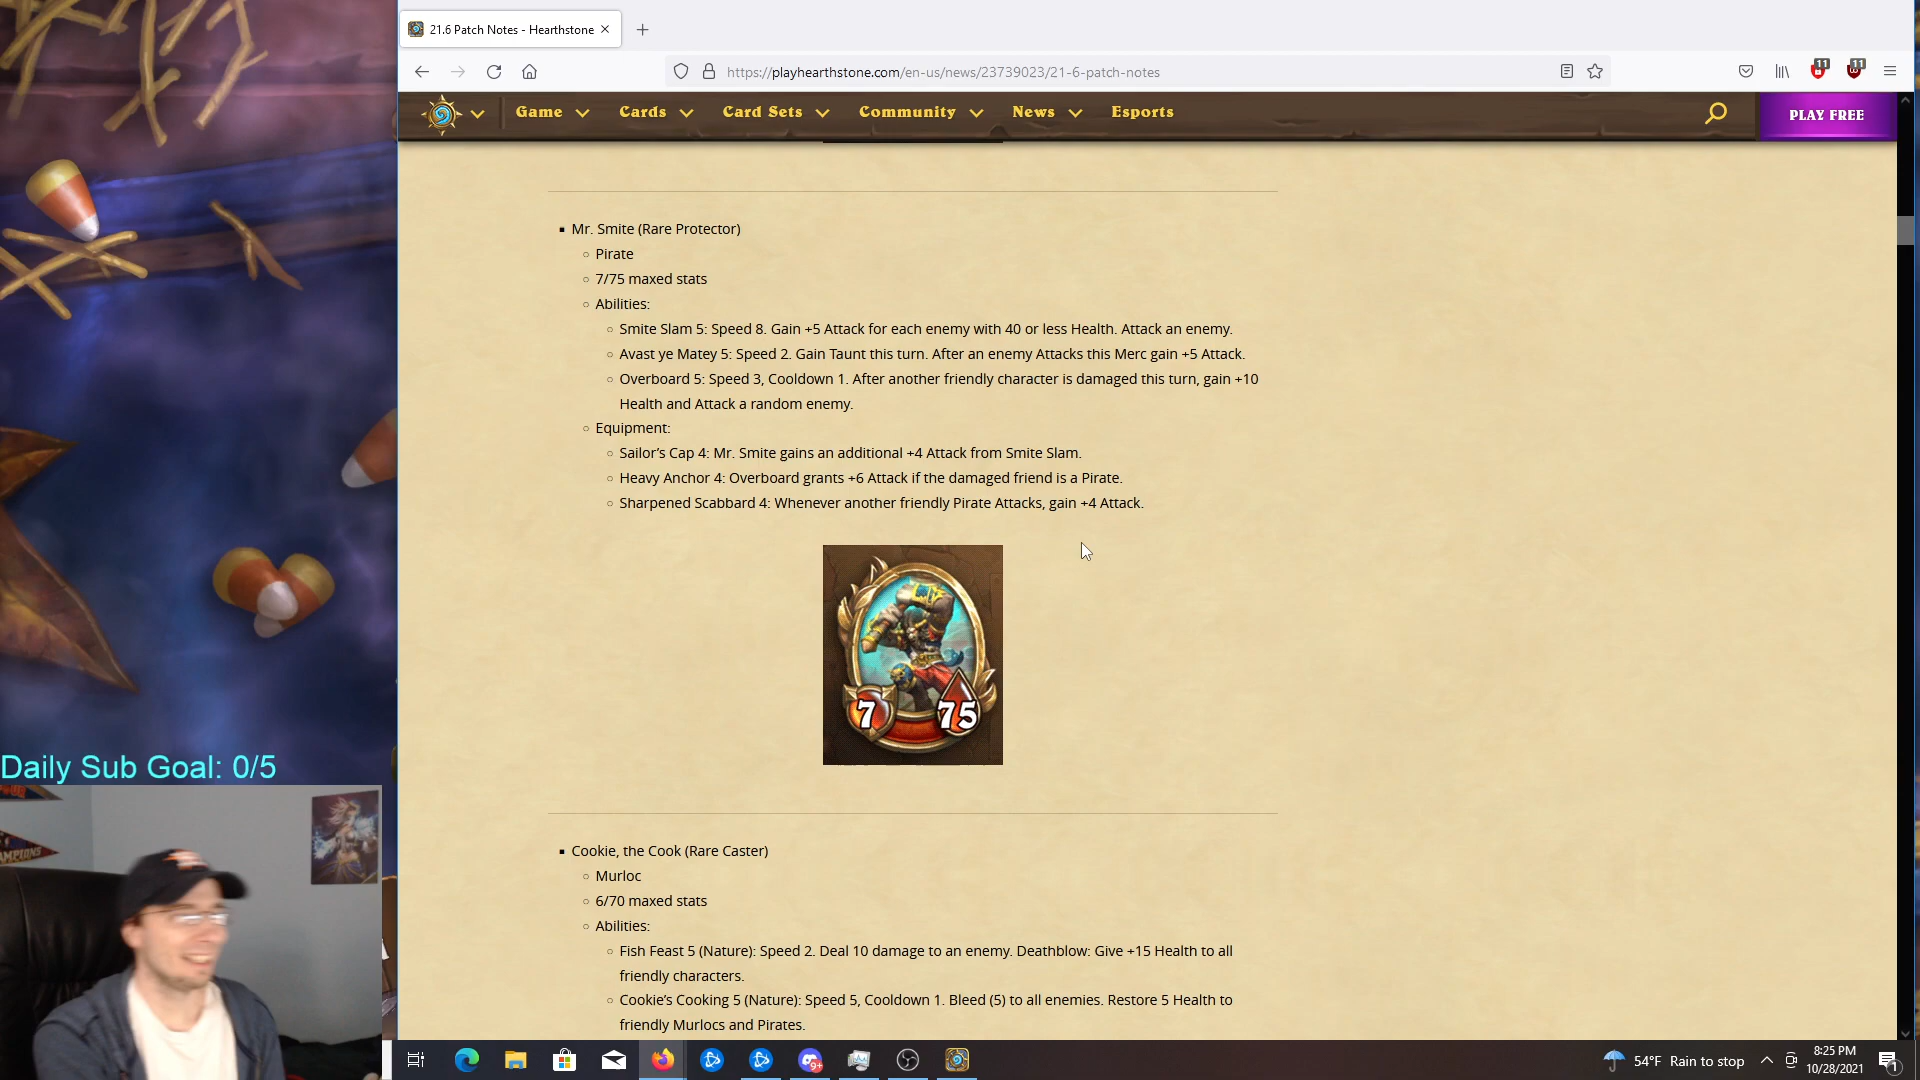 21.6 Patch Notes - Hearthstone
https://playhearthstone.com/en-us/news/23739023/21-6-patch-notes
11
11
Game
Cards
Card Sets
Community
News
Esports
PLAY FREE
Mr. Smite (Rare Protector)
Pirate
7/75 maxed stats
Abilities:
Smite Slam 5: Speed 8. Gain +5 Attack for each enemy with 40 or less Health. Attack an enemy.
Avast ye Matey 5: Speed 2. Gain Taunt this turn. After an enemy Attacks this Merc gain +5 Attack.
Overboard 5: Speed 3, Cooldown 1. After another friendly character is damaged this turn, gain +10
Health and Attack a random enemy.
Equipment:
Sailor’s Cap 4: Mr. Smite gains an additional +4 Attack from Smite Slam.
Heavy Anchor 4: Overboard grants +6 Attack if the damaged friend is a Pirate.
Sharpened Scabbard 4: Whenever another friendly Pirate Attacks, gain +4 Attack.
7
75
Cookie, the Cook (Rare Caster)
Murloc
6/70 maxed stats
Abilities:
Fish Feast 5 (Nature): Speed 2. Deal 10 damage to an enemy. Deathblow: Give +15 Health to all
friendly characters.
Cookie’s Cooking 5 (Nature): Speed 5, Cooldown 1. Bleed (5) to all enemies. Restore 5 Health to
friendly Murlocs and Pirates.
Daily Sub Goal: 0/5
9+
54°F Rain to stop
8:25 PM
10/28/2021
1